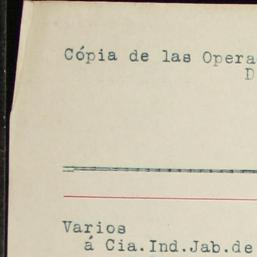 Cópia de las Opera
D
Varios
á Cia.Ind.Jab.de